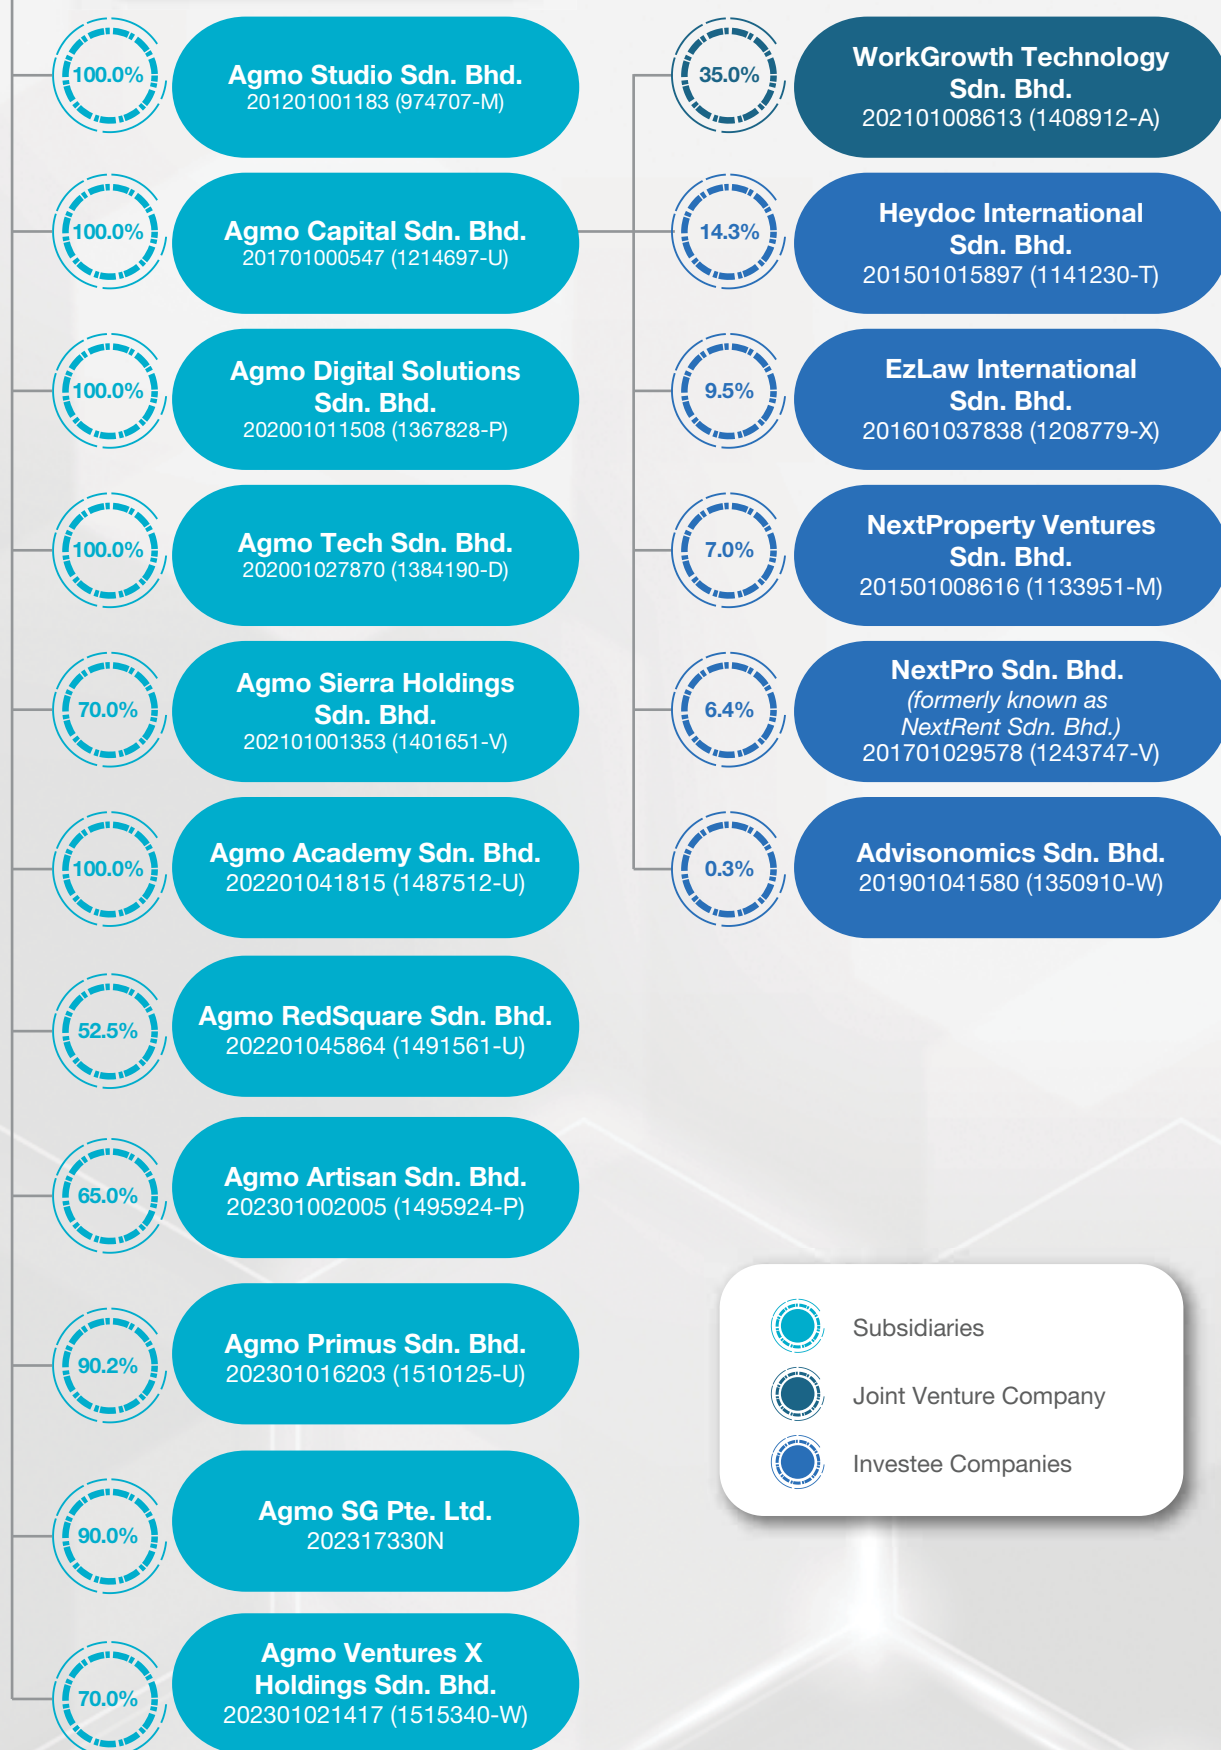 100.0%
Agmo Studio Sdn. Bhd.
201201001183 (974707-M)
100.0%
Agmo Capital Sdn. Bhd.
201701000547 (1214697-U)
100.0%
Agmo Digital Solutions
Sdn. Bhd.
202001011508 (1367828-P)
100.0%
Agmo Tech Sdn. Bhd.
202001027870 (1384190-D)
70.0%
Agmo Sierra Holdings
Sdn. Bhd.
202101001353 (1401651-V)
100.0%
Agmo Academy Sdn. Bhd.
202201041815 (1487512-U)
52.5%
Agmo RedSquare Sdn. Bhd.
202201045864 (1491561-U)
65.0%
Agmo Artisan Sdn. Bhd.
202301002005 (1495924-P)
90.2%
Agmo Primus Sdn. Bhd.
202301016203 (1510125-U)
90.0%
Agmo SG Pte. Ltd.
202317330N
70.0%
Agmo Ventures X
Holdings Sdn. Bhd.
202301021417 (1515340-W)
35.0%
WorkGrowth Technology
Sdn. Bhd.
202101008613 (1408912-A)
14.3%
Heydoc International
Sdn. Bhd.
201501015897 (1141230-T)
9.5%
EzLaw International
Sdn. Bhd.
201601037838 (1208779-X)
7.0%
NextProperty Ventures
Sdn. Bhd.
201501008616 (1133951-M)
6.4%
NextPro Sdn. Bhd.
(formerly known as
NextRent Sdn. Bhd.)
201701029578 (1243747-V)
0.3%
Advisonomics Sdn. Bhd.
201901041580 (1350910-W)
Subsidiaries
Joint Venture Company
Investee Companies